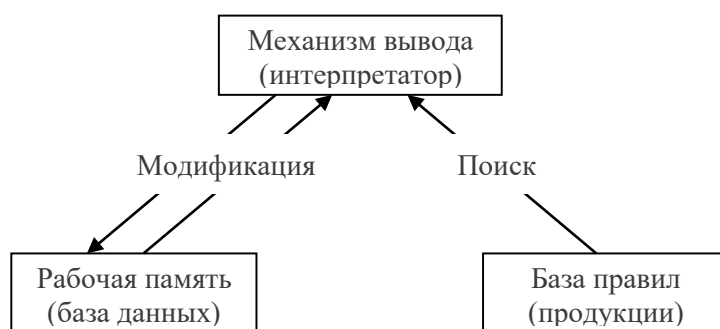 Механизм вывода
(интерпретатор)
Модификация
Поиск
Рабочая память
(база данных)
База правил
(продукции)